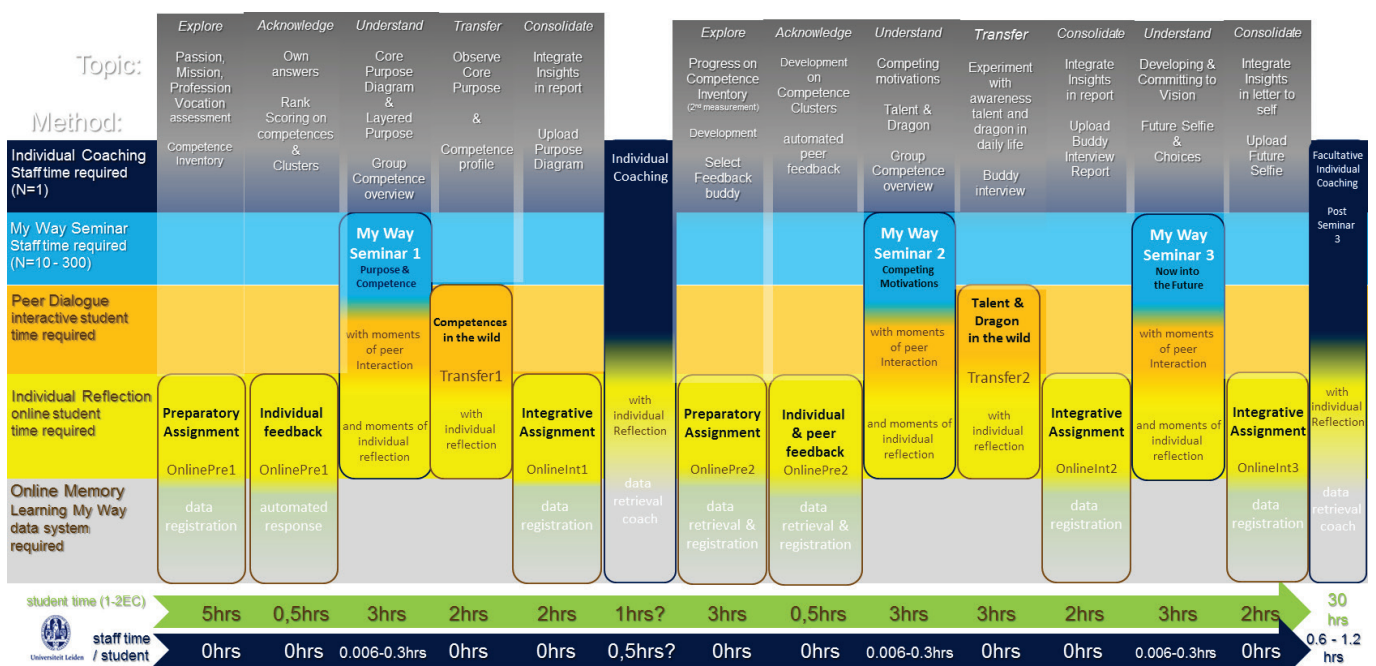 Topic:
Method:
Explore
Passion,
Mission,
Profession
Vocation
assessment
Competence
Inventory
Acknowledge
Own
answers
Rank
Scoring on
competences
&
Clusters
Understand
Core
Purpose
Diagram
&
Layered
Purpose
Group
Competence
overview
Transfer
Observe
Core
Purpose
&
Competence
profile
Consolidate
Integrate
Insights
in report
Upload
Purpose
Diagram
Explore
Progress on
Competence
Inventory
(2nd measurement)
Development
Select
Feedback
buddy
Acknowledge
Development
on
Competence
Clusters
automated
peer
feedback
Understand
Competing
motivations
Talent &
Dragon
Group
Competence
overview
Transfer
Experiment
with
awareness
talent and
dragon in
daily life
Buddy
interview
Consolidate
Integrate
Insights
in report
Upload
Buddy
Interview
Report
Understand
Developing &
Committing to
Vision
Future Selfie
&
Choices
Consolidate
Integrate
Insights
in letter to
self
Upload
Future
Selfie
Individual Coaching
Staff time required
(N=1)
Individual
Coaching
Facultative
Individual
Coaching
Post
Seminar
3
My Way Seminar
Staff time required
(N=10 - 300)
My Way
Seminar 1
Purpose &
Competence
My Way
Seminar 2
Competing
Motivations
My Way
Seminar 3
Now into
the Future
Peer Dialogue
interactive student
time required
with moments
of peer
Interaction
Competences
in the wild
Transfer1
with moments
of peer
Interaction
Talent &
Dragon
in the wild
Transfer2
with moments
of peer
Interaction
Individual Reflection
online student
time required
Preparatory
Assignment
OnlinePre1
Individual
feedback
OnlinePre1
and moments of
individual
reflection
with
individual
reflection
Integrative
Assignment
OnlineInt1
with
individual
Reflection
Preparatory
Assignment
OnlinePre2
Individual
& peer
feedback
OnlinePre2
and moments of
individual
reflection
with
individual
reflection
Integrative
Assignment
OnlineInt2
and moments of
individual
reflection
Integrative
Assignment
OnlineInt3
with
individual
Reflection
Online Memory
Learning My Way
data system
required
data
registration
automated
response
data
registration
data
retrieval
coach
data
retrieval &
registration
data
retrieval &
registration
data
registration
data
registration
data
retrieval
coach
student time (1-2EC)
5hrs 0,5hrs 3hrs 2hrs 2hrs 1hrs? 3hrs 0,5hrs 3hrs 3hrs 2hrs 3hrs 2hrs
30
hrs
Universiteit Leiden
staff time
/ student
0hrs 0hrs 0.006-0.3hrs 0hrs 0hrs 0,5hrs? 0hrs 0hrs 0.006-0.3hrs 0hrs 0hrs 0.006-0.3hrs 0hrs
0.6 - 1.2
hrs